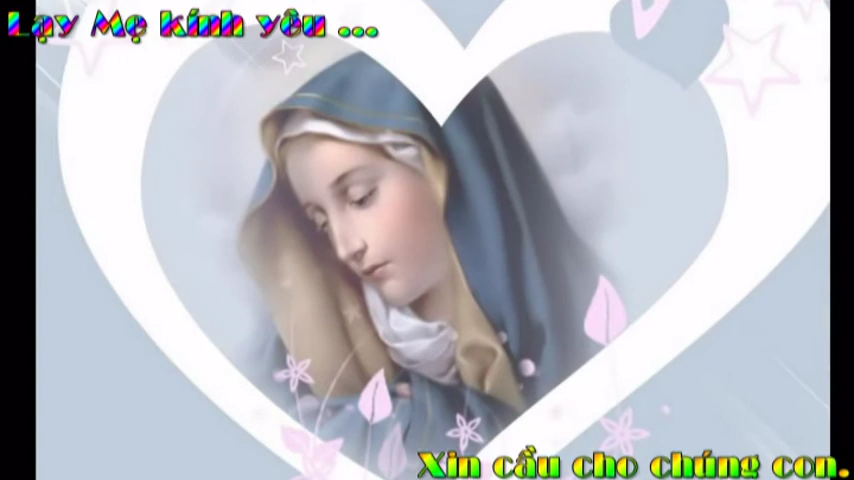 Lạy Mẹ kính yêu ...
Xin cầu cho chúng con.